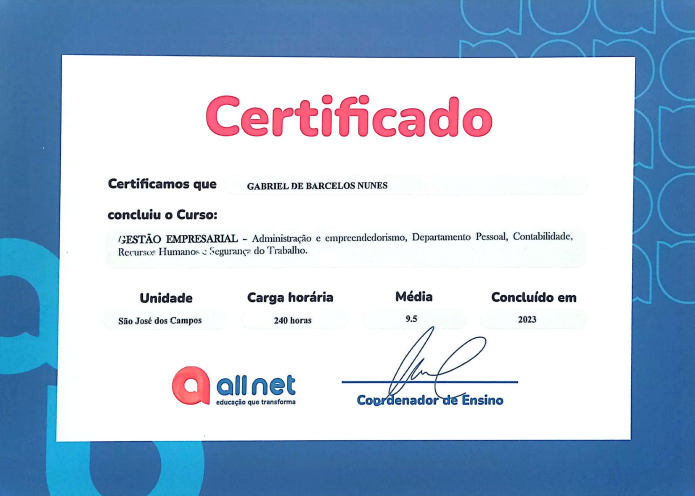 Certificado
Certificamos que GABRIEL DE BARCELOS NUNES
concluiu o Curso:
GESTÃO EMPRESARIAL – Administração e empreendedorismo, Departamento Pessoal, Contabilidade,
Recursos Humanos e Segurança do Trabalho.
Unidade Carga horária Média Concluído em
São José dos Campos 240 horas 9.5 2023
all net
educação que transforma
Coordenador de Ensino